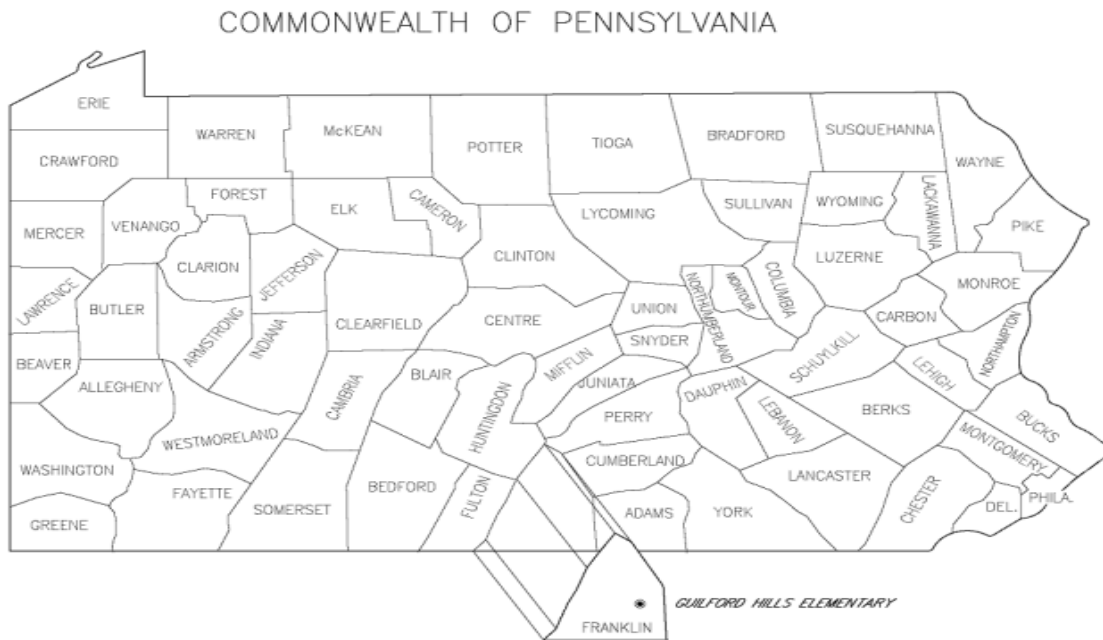 COMMONWEALTH OF PENNSYLVANIA
ERIE
CRAWFORD
WARREN
McKEAN
POTTER
TIOGA
BRADFORD
SUSQUEHANNA
WAYNE
MERCER
VENANGO
FOREST
ELK
CAMERON
LYCOMING
SULLIVAN
WYOMING
LACKAWANNA
PIKE
LAWRENCE
BUTLER
CLARION
JEFFERSON
CLINTON
LUZERNE
MONROE
BEAVER
ARMSTRONG
INDIANA
CLEARFIELD
CENTRE
UNION
NORTHUMBERLAND
MONTOUR
COLUMBIA
CARBON
NORTHAMPTON
ALLEGHENY
CAMBRIA
BLAIR
HUNTINGDON
MIFFLIN
SNYDER
JUNIATA
PERRY
DAUPHIN
LEBANON
SCHUYLKILL
BERKS
LEHIGH
BUCKS
WASHINGTON
WESTMORELAND
MONTGOMERY
GREENE
FAYETTE
SOMERSET
BEDFORD
FULTON
CUMBERLAND
ADAMS
YORK
LANCASTER
CHESTER
DEL.
PHILA.
GUILFORD HILLS ELEMENTARY
FRANKLIN